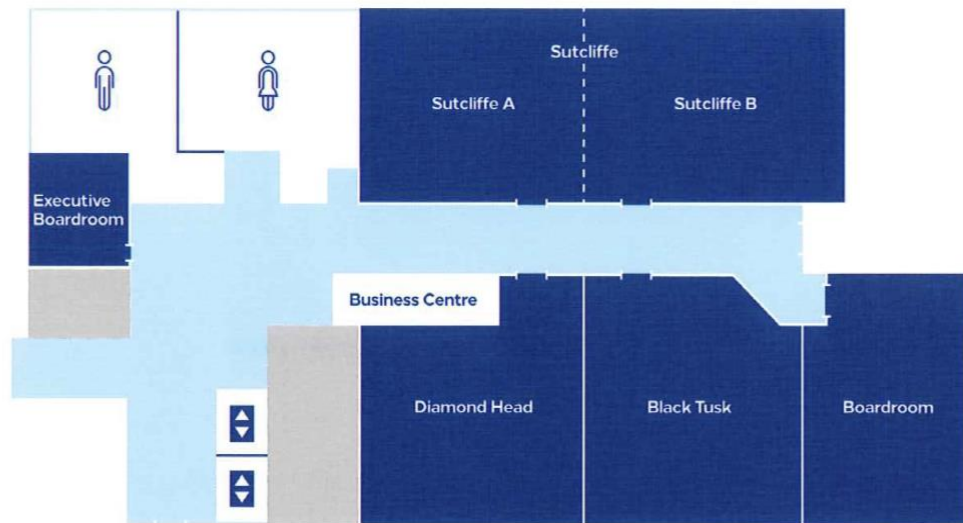 Sutcliffe
Sutcliffe A
Sutcliffe B
Executive
Boardroom
Business Centre
Diamond Head
Black Tusk
Boardroom